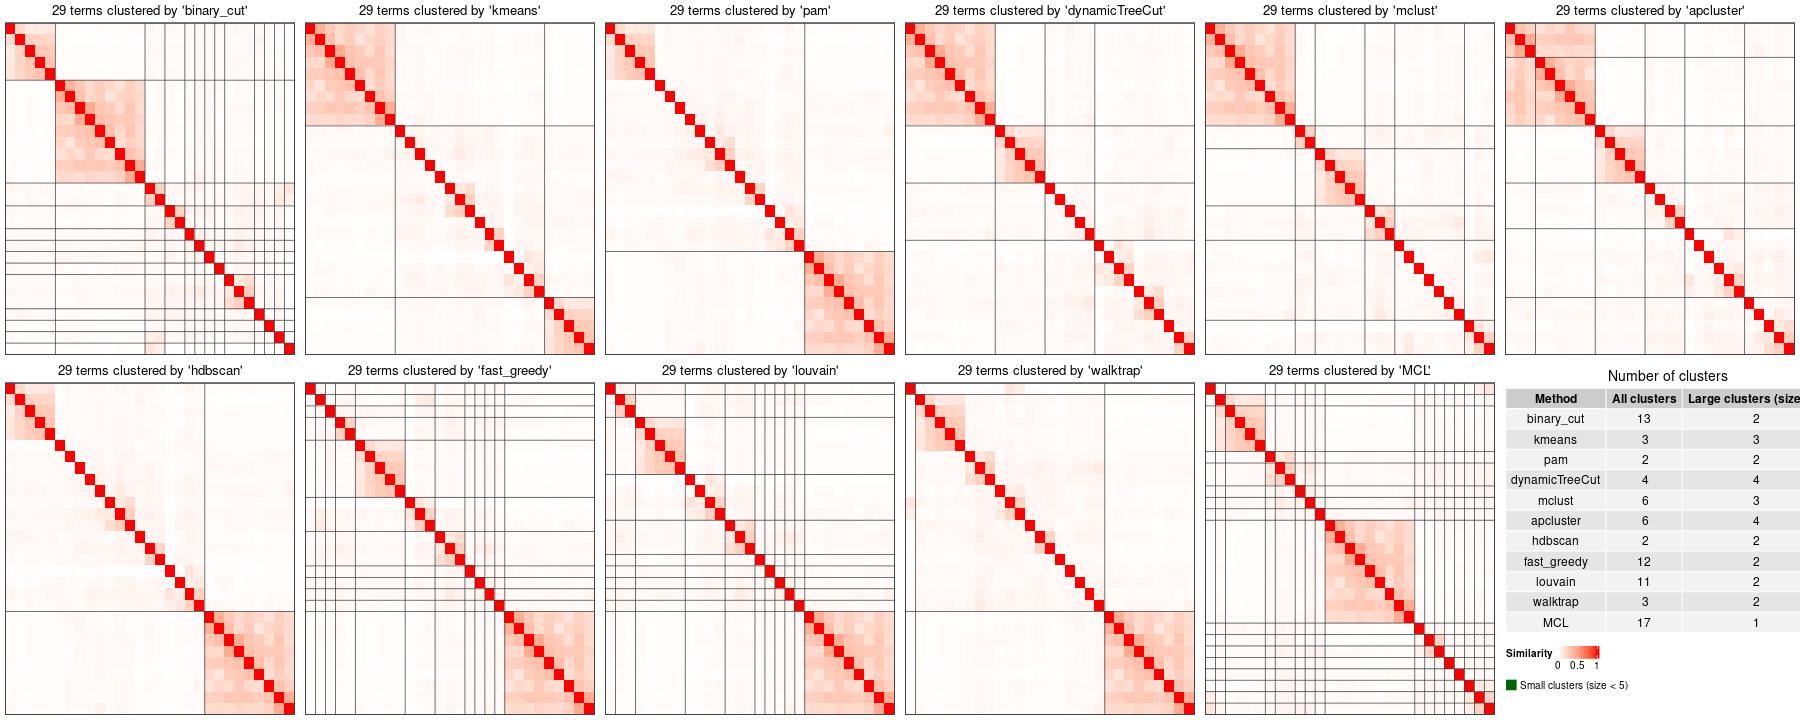 29 terms clustered by 'binary_cut'
29 terms clustered by 'kmeans'
29 terms clustered by 'pam'
29 terms clustered by 'dynamicTreeCut'
29 terms clustered by 'mclust'
29 terms clustered by 'apcluster'
29 terms clustered by 'hdbscan'
29 terms clustered by 'fast_greedy'
29 terms clustered by 'louvain'
29 terms clustered by 'walktrap'
29 terms clustered by 'MCL'
Number of clusters
Method All clusters Large clusters (size
binary_cut 13 2
kmeans 3 3
pam 2 2
dynamicTreeCut 4 4
mclust 6 3
apcluster 6 4
hdbscan 2 2
fast_greedy 12 2
louvain 11 2
walktrap 3 2
MCL 17 1
Similarity
0 0.5 1
Small clusters (size < 5)